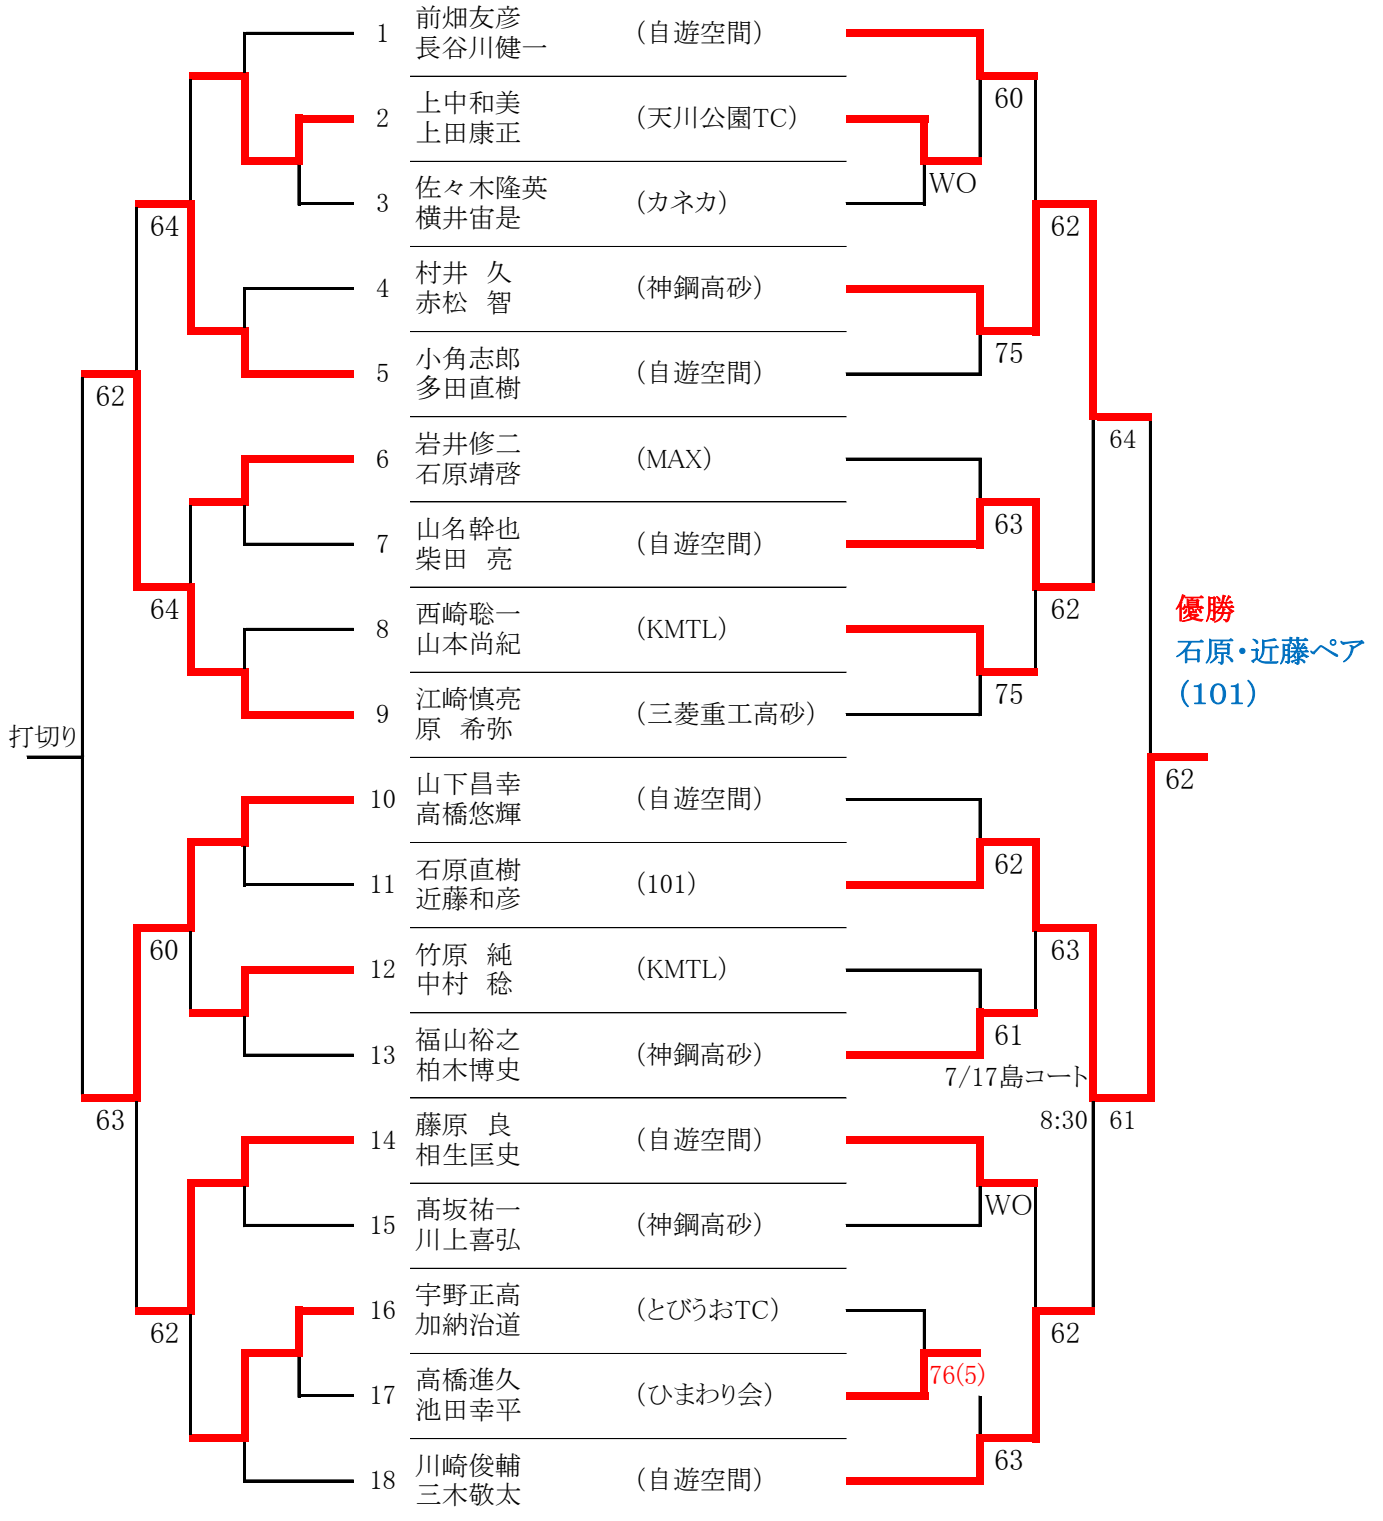 1 前畑友彦 (自遊空間)
長谷川健一
60
2 上中和美 (天川公園TC)
上田康正
WO
3 佐々木隆英 (カネカ)
横井宙是
64
62
4 村井 久 (神鋼高砂)
赤松 智
75
5 小角志郎 (自遊空間)
多田直樹
62
64
6 岩井修二 (MAX)
石原靖啓
63
7 山名幹也 (自遊空間)
柴田 亮
64
62
8 西崎聡一 (KMTL)
山本尚紀
75
9 江崎慎亮 (三菱重工高砂)
原 希弥
優勝
石原・近藤ペア
(101)
打切り
62
10 山下昌幸 (自遊空間)
高橋悠輝
62
11 石原直樹 (101)
近藤和彦
60
63
12 竹原 純 (KMTL)
中村 稔
61
13 福山裕之 (神鋼高砂)
柏木博史
7/17島コート
63
8:30
61
14 藤原 良 (自遊空間)
相生匡史
WO
15 髙坂祐一 (神鋼高砂)
川上喜弘
62
62
16 宇野正高 (とびうおTC)
加納治道
76(5)
17 高橋進久 (ひまわり会)
池田幸平
63
18 川崎俊輔 (自遊空間)
三木敬太